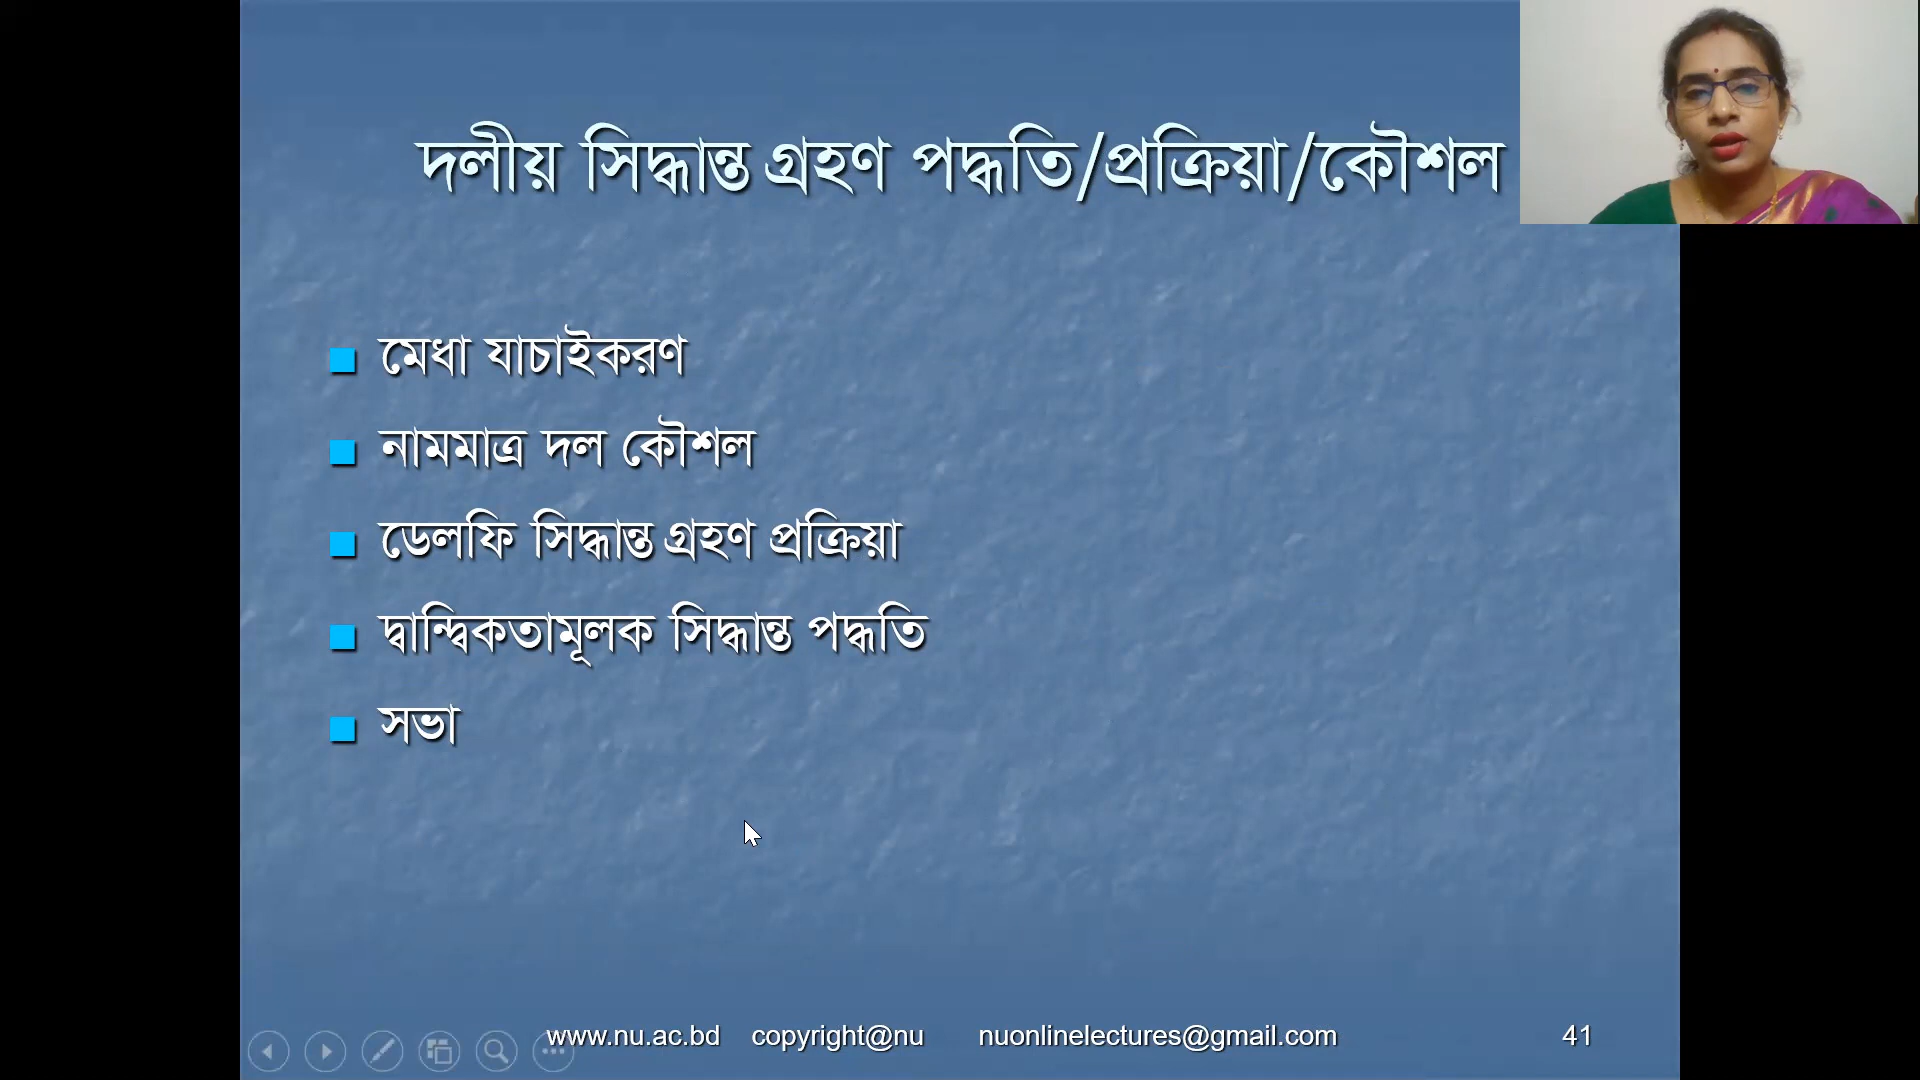 দলীয় সিদ্ধান্ত গ্রহণ পদ্ধতি/প্রক্রিয়া/কৌশল
মেধা যাচাইকরণ
নামমাত্র দল কৌশল
ডেলফি সিদ্ধান্ত গ্রহণ প্রক্রিয়া
দ্বান্দ্বিকতামূলক সিদ্ধান্ত পদ্ধতি
সভা
www.nu.ac.bd copyright@nu nuonlinelectures@gmail.com 41